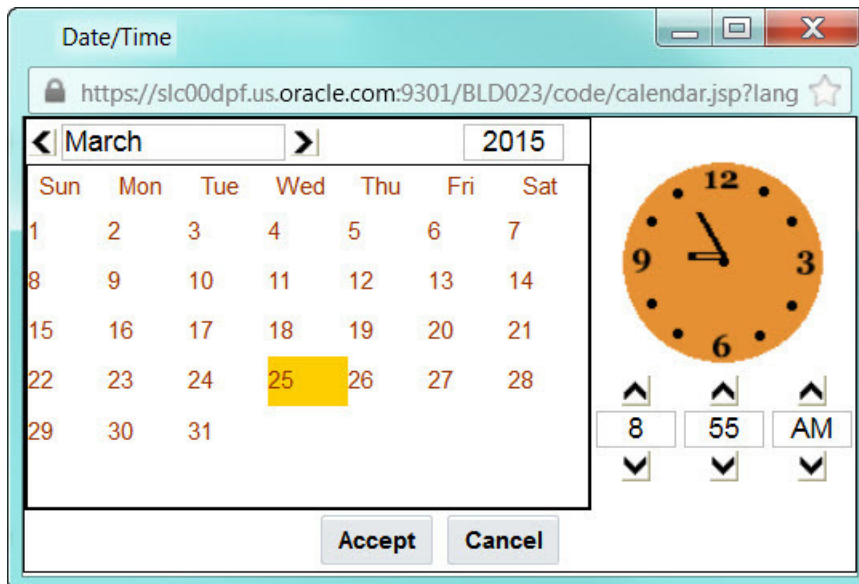 Date/Time
https://slc00dpf.us.oracle.com:9301/BLD023/code/calendar.jsp?lang
March 2015
Sun Mon Tue Wed Thu Fri Sat
1 2 3 4 5 6 7
8 9 10 11 12 13 14
15 16 17 18 19 20 21
22 23 24 25 26 27 28
29 30 31
12
9 3
6
8 55 AM
Accept Cancel